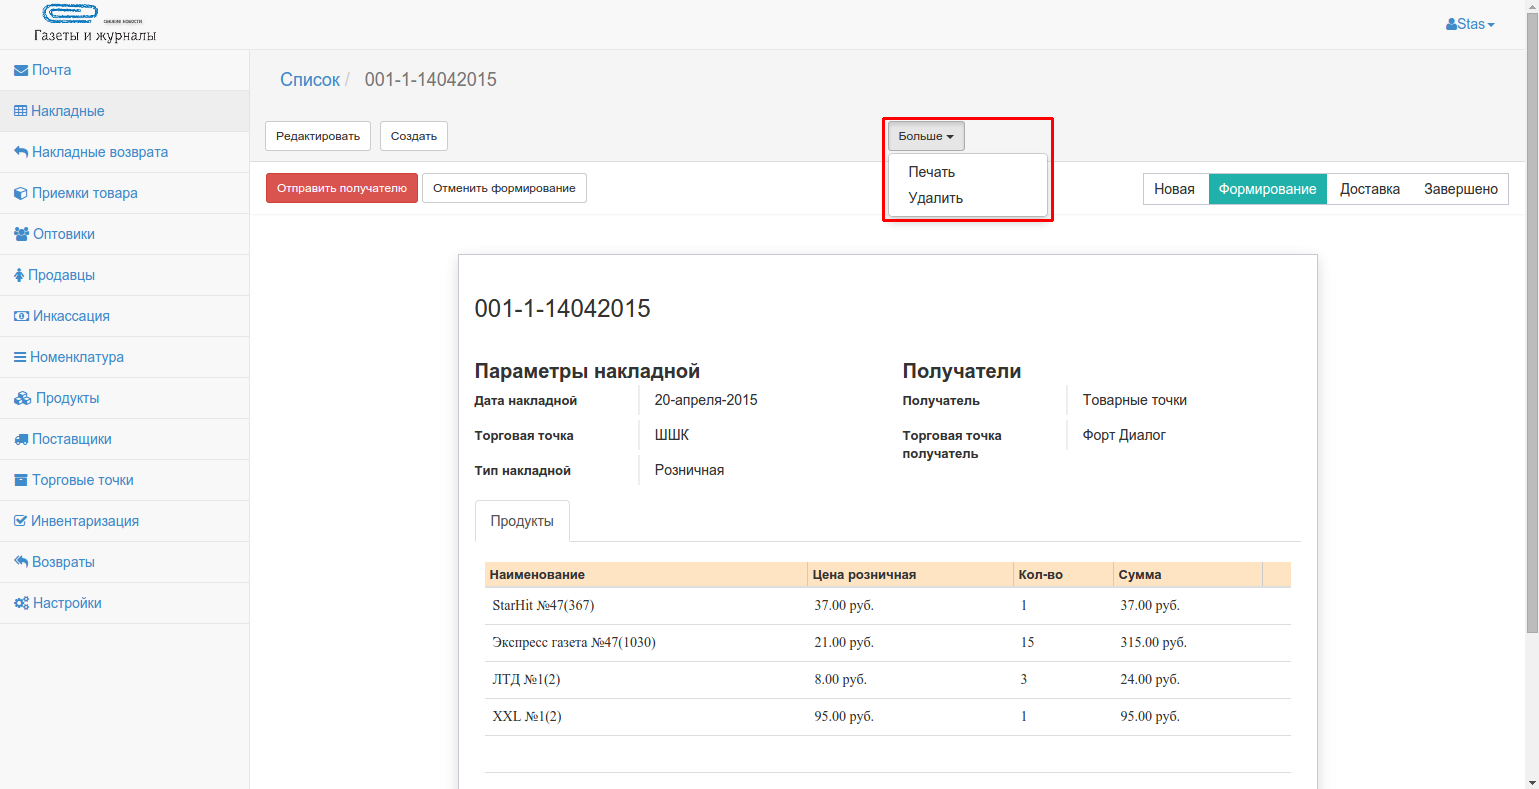 свежие новости
Газеты и журналы
Stas
Почта
Накладные
Накладные возврата
Приемки товара
Оптовики
Продавцы
Инкассация
Номенклатура
Продукты
Поставщики
Торговые точки
Инвентаризация
Возвраты
Настройки
Список / 001-1-14042015
Редактировать Создать Больше
Печать
Удалить
Отправить получателю Отменить формирование
Новая Формирование Доставка Завершено
001-1-14042015
Параметры накладной
Дата накладной 20-апреля-2015
Торговая точка ШШК
Тип накладной Розничная
Получатели
Получатель Товарные точки
Торговая точка получатель Форт Диалог
Продукты
Наименование Цена розничная Кол-во Сумма
StarHit №47(367) 37.00 руб. 1 37.00 руб.
Экспресс газета №47(1030) 21.00 руб. 15 315.00 руб.
ЛТД №1(2) 8.00 руб. 3 24.00 руб.
XXL №1(2) 95.00 руб. 1 95.00 руб.